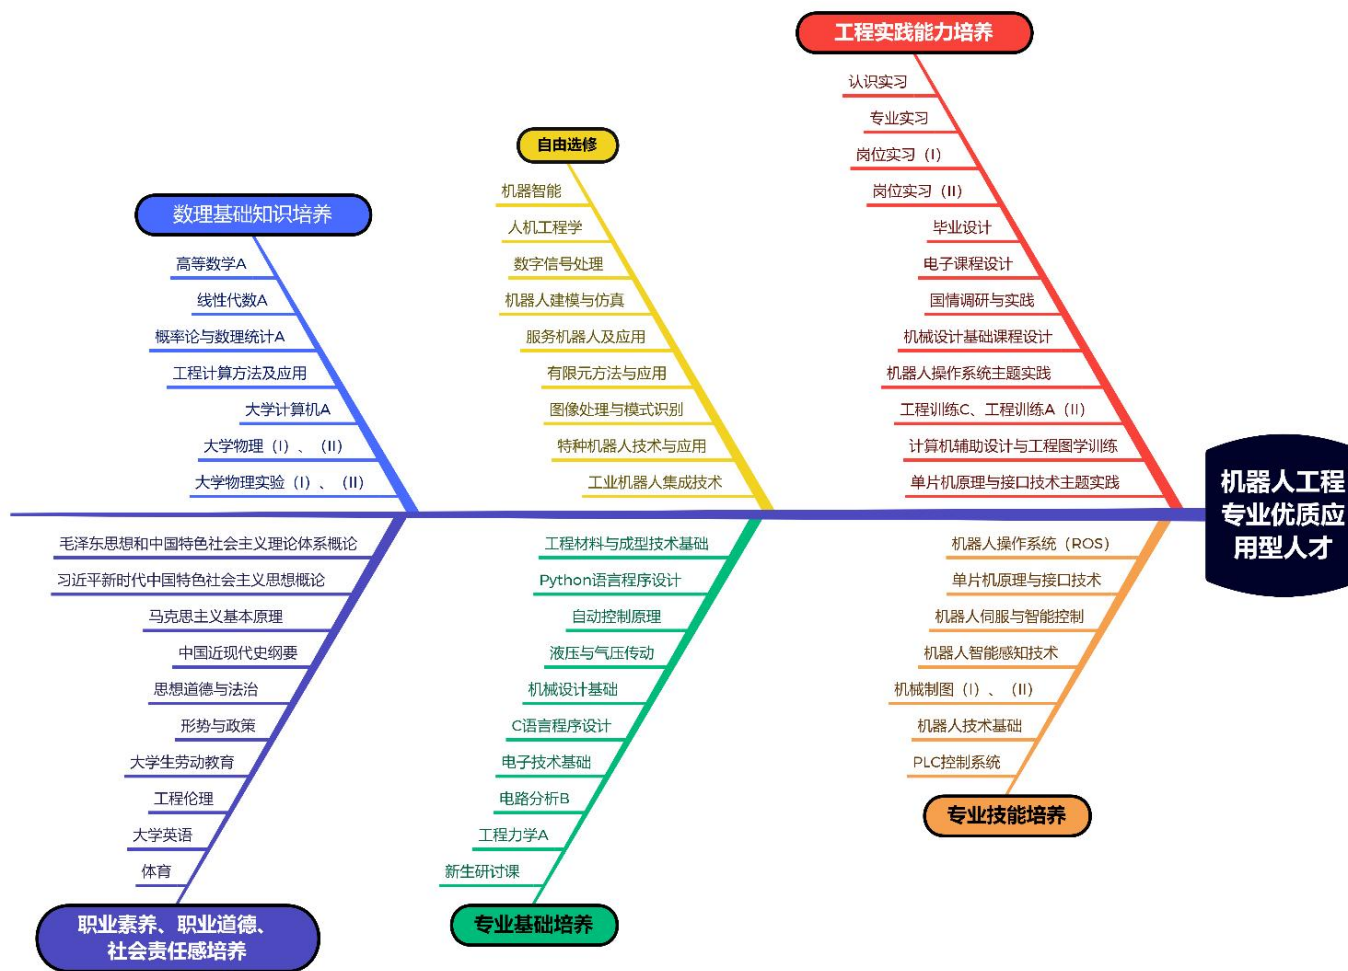 工程实践能力培养
认识实习
专业实习
岗位实习（I）
岗位实习（II）
毕业设计
电子课程设计
国情调研与实践
机械设计基础课程设计
机器人操作系统主题实践
工程训练C、工程训练A（II）
计算机辅助设计与工程图学训练
单片机原理与接口技术主题实践
自由选修
机器智能
人机工程学
数字信号处理
机器人建模与仿真
服务机器人及应用
有限元方法与应用
图像处理与模式识别
特种机器人技术与应用
工业机器人集成技术
数理基础知识培养
高等数学A
线性代数A
概率论与数理统计A
工程计算方法及应用
大学计算机A
大学物理（I）、（II）
大学物理实验（I）、（II）
机器人工程
专业优质应
用型人才
毛泽东思想和中国特色社会主义理论体系概论
习近平新时代中国特色社会主义思想概论
马克思主义基本原理
中国近现代史纲要
思想道德与法治
形势与政策
大学生劳动教育
工程伦理
大学英语
体育
职业素养、职业道德、
社会责任感培养
工程材料与成型技术基础
Python语言程序设计
自动控制原理
液压与气压传动
机械设计基础
C语言程序设计
电子技术基础
电路分析B
工程力学A
新生研讨课
专业基础培养
机器人操作系统（ROS）
单片机原理与接口技术
机器人伺服与智能控制
机器人智能感知技术
机械制图（I）、（II）
机器人技术基础
PLC控制系统
专业技能培养